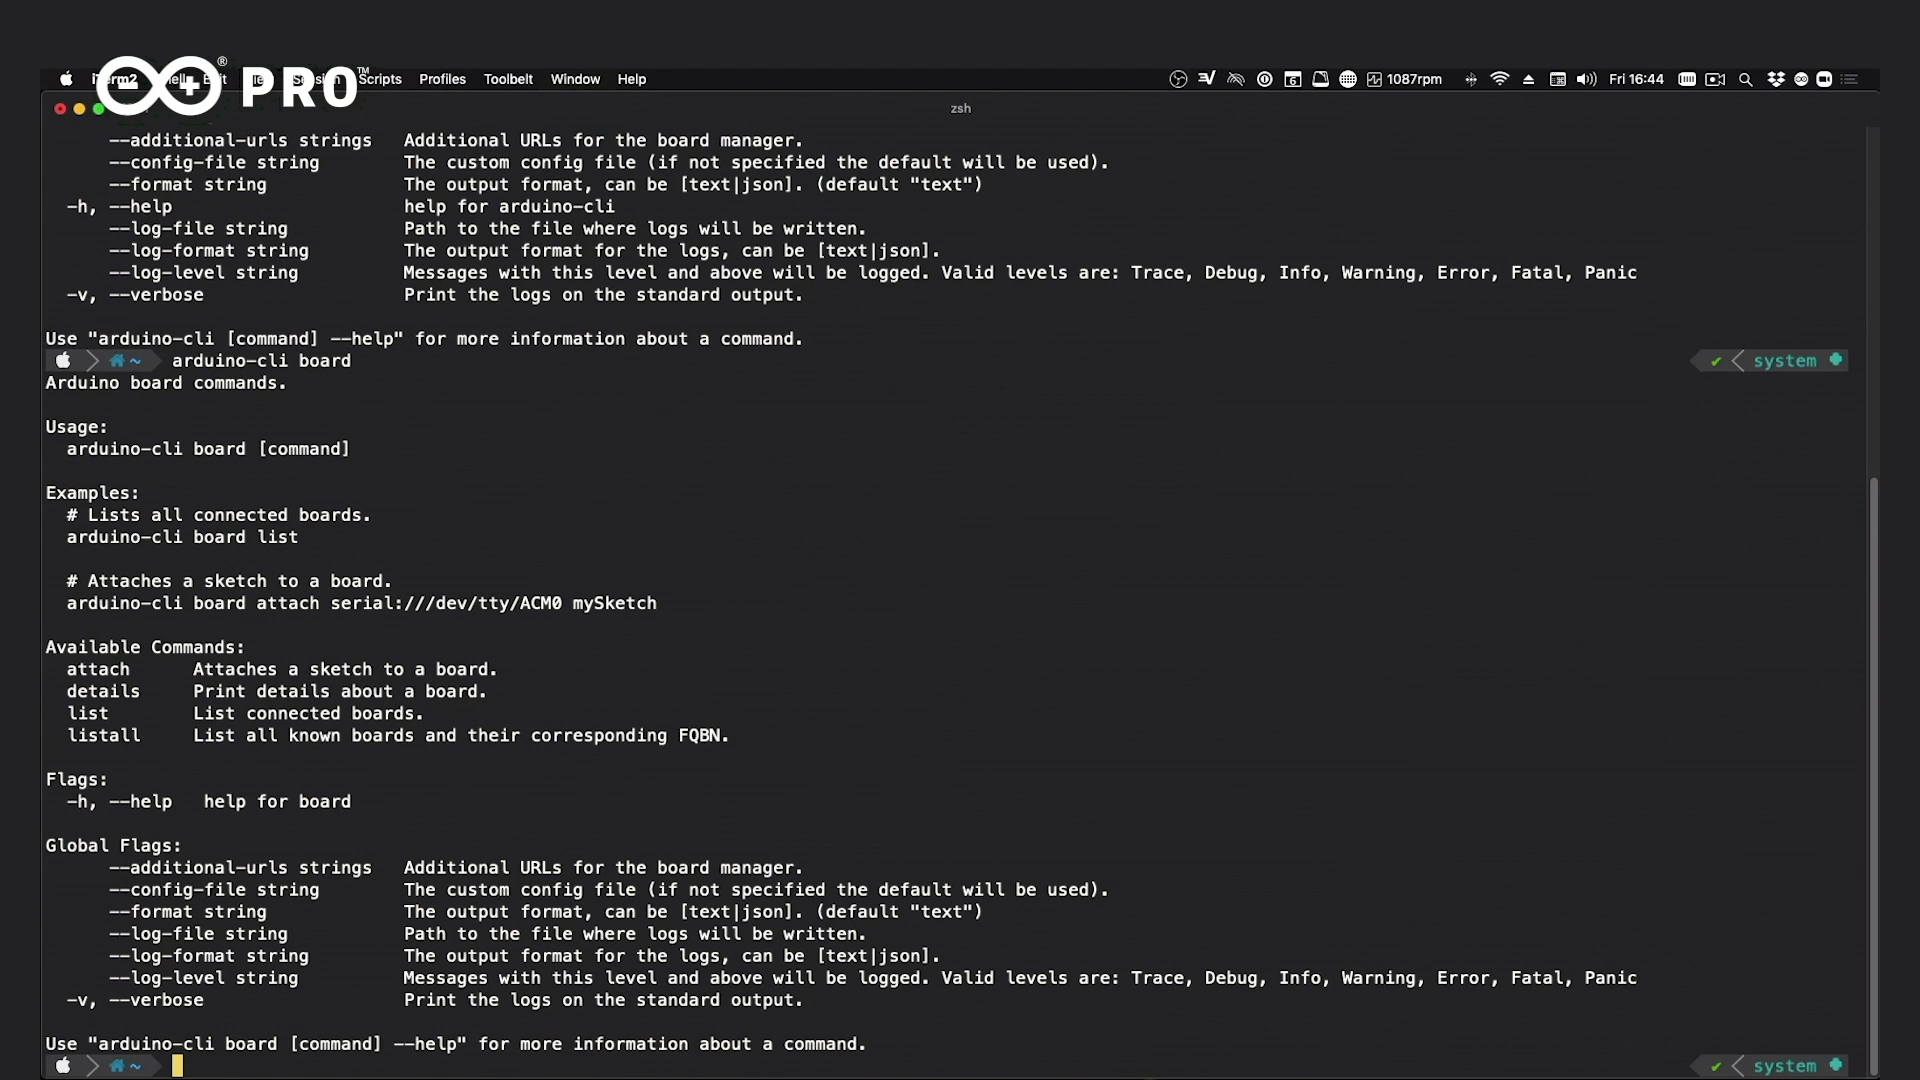 PRO™
iTerm2 Scripts Profiles Toolbelt Window Help 6 1087rpm Fri 16:44
zsh
--additional-urls strings Additional URLs for the board manager.
--config-file string The custom config file (if not specified the default will be used).
--format string The output format, can be [text|json]. (default "text")
-h, --help help for arduino-cli
--log-file string Path to the file where logs will be written.
--log-format string The output format for the logs, can be [text|json].
--log-level string Messages with this level and above will be logged. Valid levels are: Trace, Debug, Info, Warning, Error, Fatal, Panic
-v, --verbose Print the logs on the standard output.
Use "arduino-cli [command] --help" for more information about a command.
~ arduino-cli board ✔ system
Arduino board commands.
Usage:
arduino-cli board [command]
Examples:
# Lists all connected boards.
arduino-cli board list
# Attaches a sketch to a board.
arduino-cli board attach serial:///dev/tty/ACM0 mySketch
Available Commands:
attach Attaches a sketch to a board.
details Print details about a board.
list List connected boards.
listall List all known boards and their corresponding FQBN.
Flags:
-h, --help help for board
Global Flags:
--additional-urls strings Additional URLs for the board manager.
--config-file string The custom config file (if not specified the default will be used).
--format string The output format, can be [text|json]. (default "text")
--log-file string Path to the file where logs will be written.
--log-format string The output format for the logs, can be [text|json].
--log-level string Messages with this level and above will be logged. Valid levels are: Trace, Debug, Info, Warning, Error, Fatal, Panic
-v, --verbose Print the logs on the standard output.
Use "arduino-cli board [command] --help" for more information about a command.
~ ✔ system